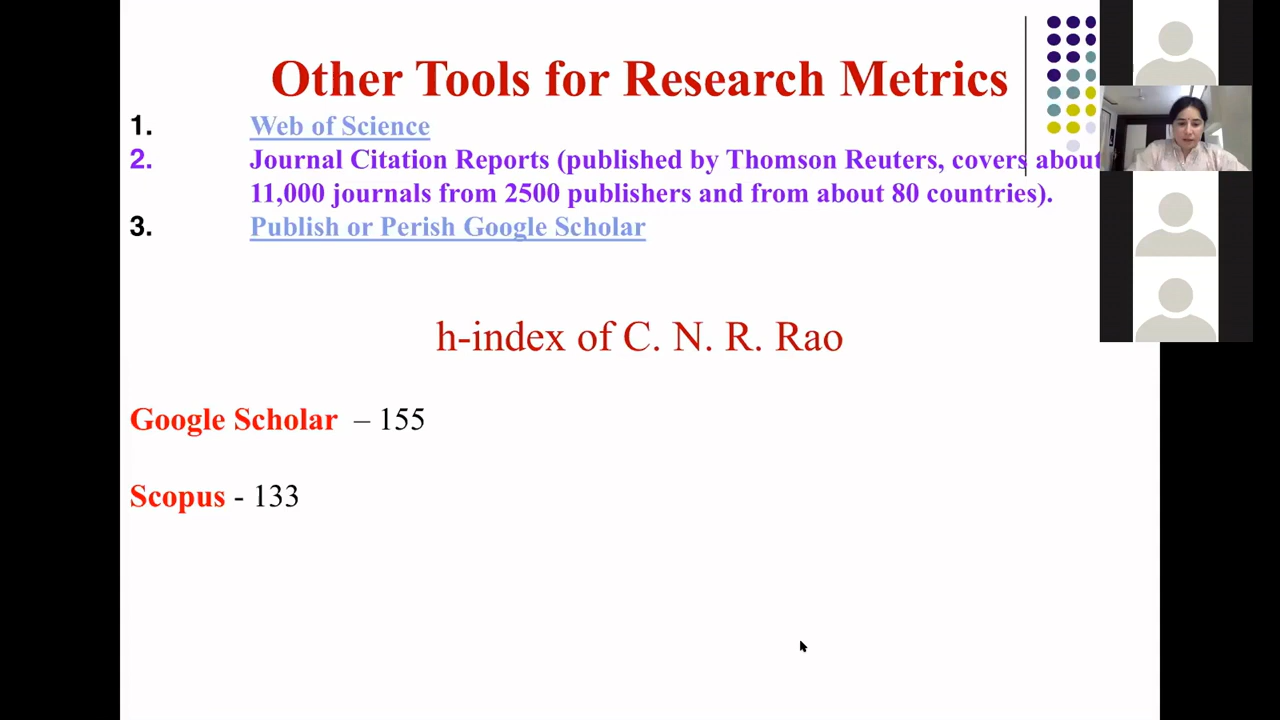 Other Tools for Research Metrics
1. Web of Science
2. Journal Citation Reports (published by Thomson Reuters, covers about
11,000 journals from 2500 publishers and from about 80 countries).
3. Publish or Perish Google Scholar
h-index of C. N. R. Rao
Google Scholar – 155
Scopus - 133